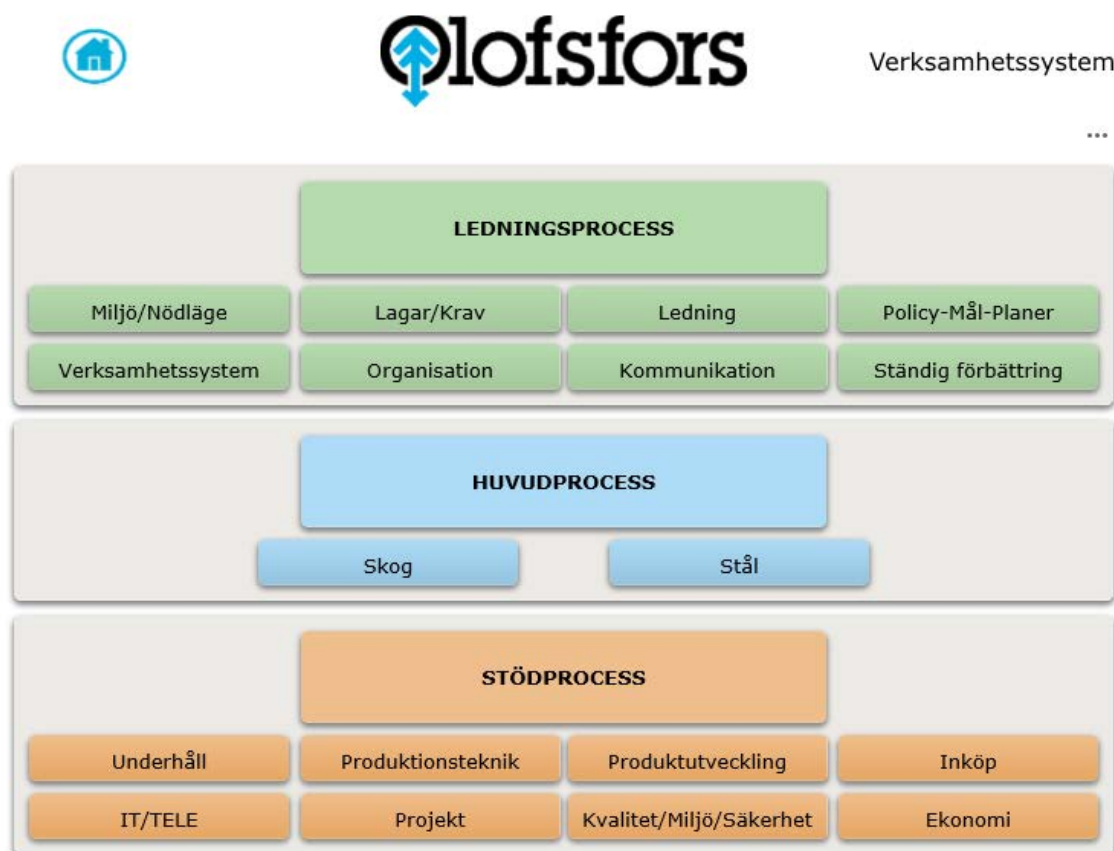 Olofsfors
Verksamhetssystem
...
LEDNINGSPROCESS
Miljö/Nödläge
Lagar/Krav
Ledning
Policy-Mål-Planer
Verksamhetssystem
Organisation
Kommunikation
Ständig förbättring
HUVUDPROCESS
Skog
Stål
STÖDPROCESS
Underhåll
Produktionsteknik
Produktutveckling
Inköp
IT/TELE
Projekt
Kvalitet/Miljö/Säkerhet
Ekonomi